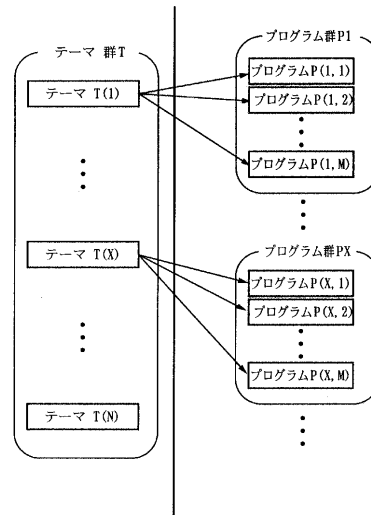 テーマ 群T
テーマ T(1)
テーマ T(X)
テーマ T(N)
プログラム群P1
プログラムP(1, 1)
プログラムP(1, 2)
プログラムP(1, M)
プログラム群PX
プログラムP(X, 1)
プログラムP(X, 2)
プログラムP(X, M)